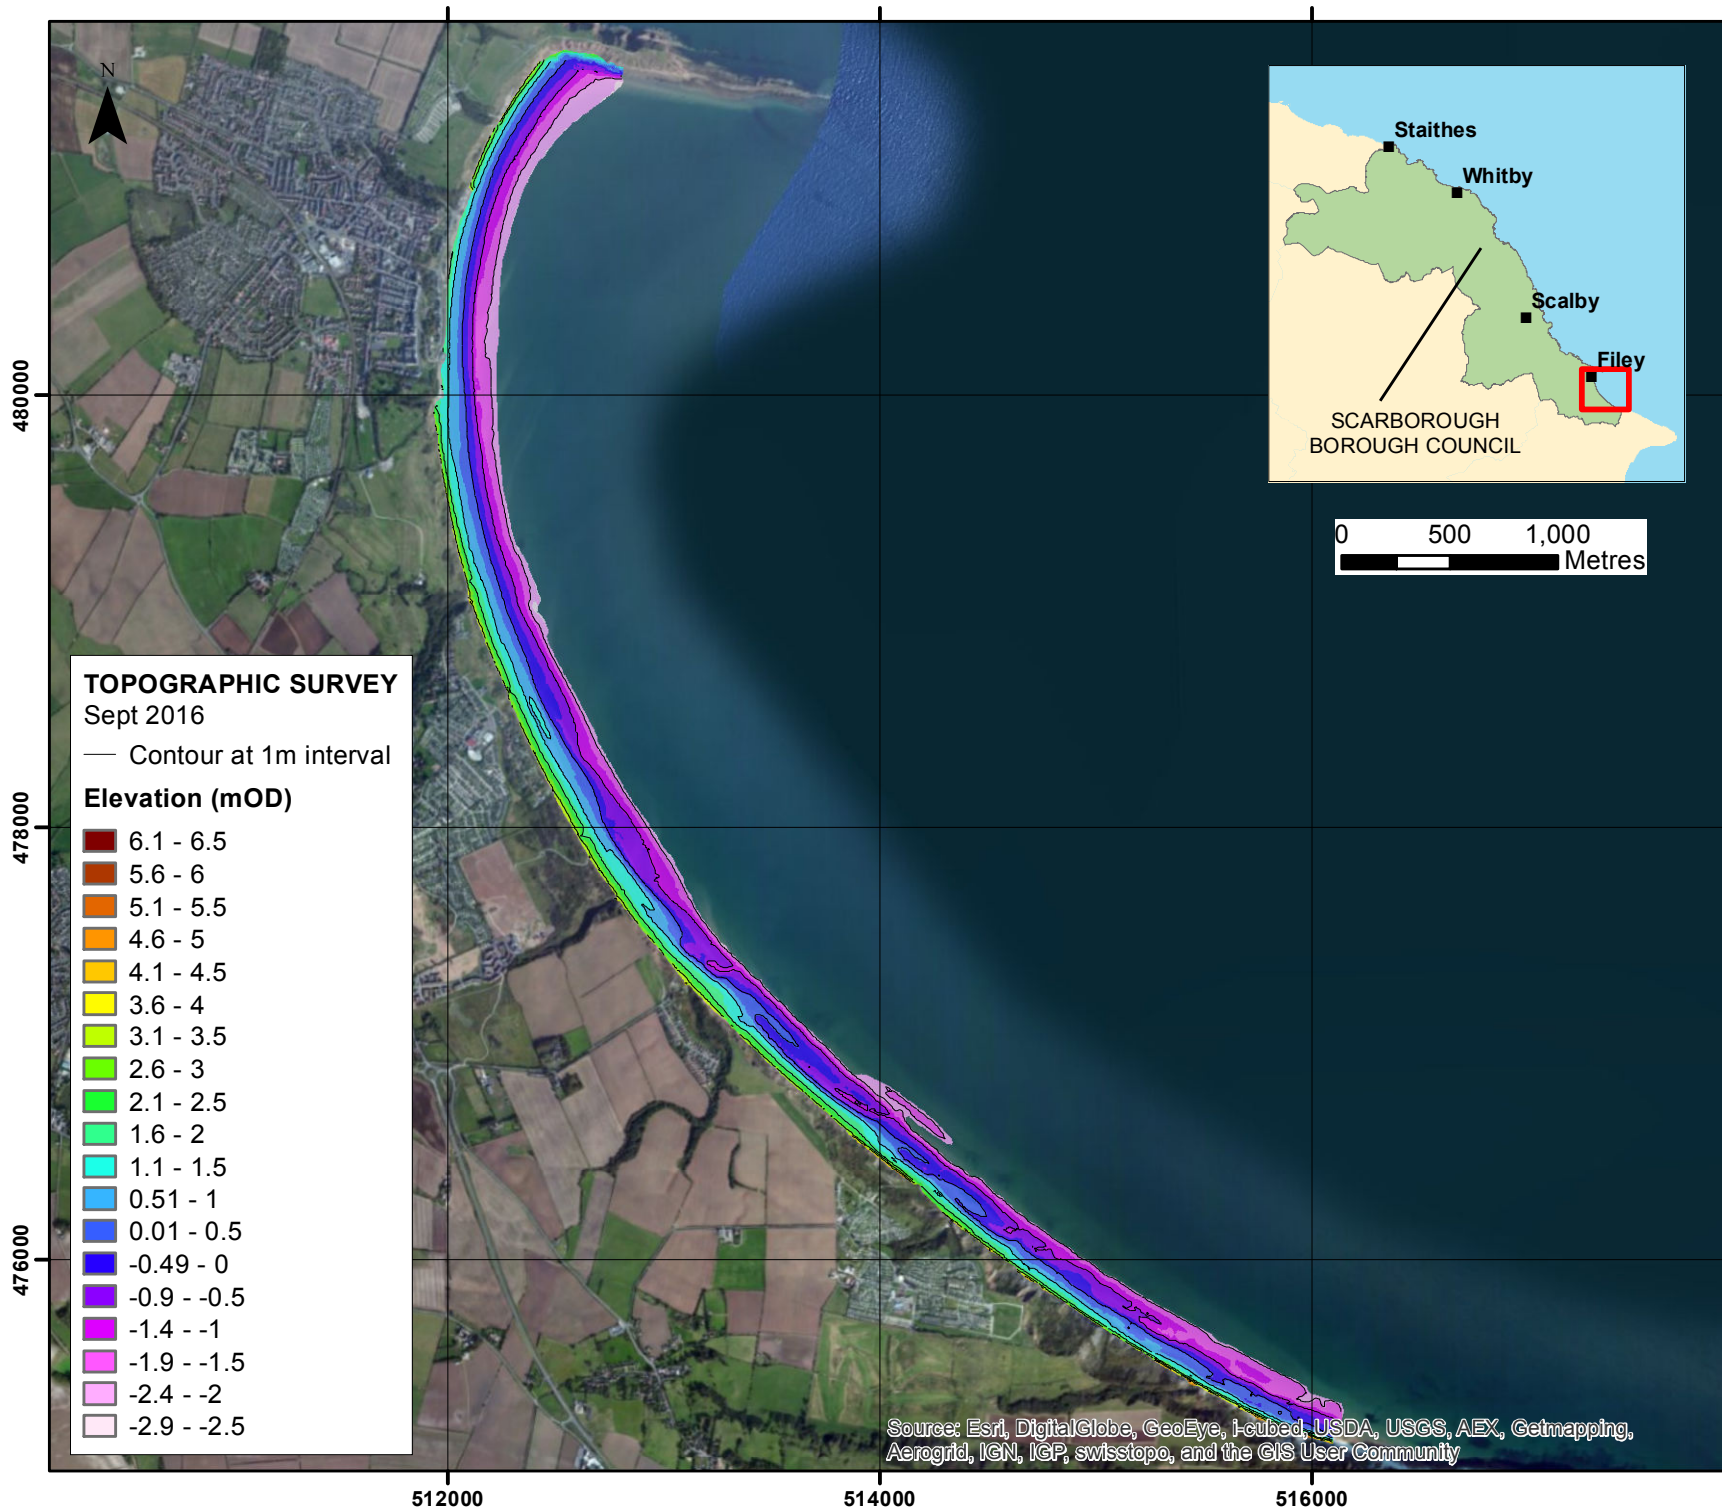 N
Staithes
Whitby
Scalby
Filey
SCARBOROUGH
BOROUGH COUNCIL
0 500 1,000
Metres
480000
478000
476000
TOPOGRAPHIC SURVEY
Sept 2016
Contour at 1m interval
Elevation (mOD)
6.1 - 6.5
5.6 - 6
5.1 - 5.5
4.6 - 5
4.1 - 4.5
3.6 - 4
3.1 - 3.5
2.6 - 3
2.1 - 2.5
1.6 - 2
1.1 - 1.5
0.51 - 1
0.01 - 0.5
-0.49 - 0
-0.9 - -0.5
-1.4 - -1
-1.9 - -1.5
-2.4 - -2
-2.9 - -2.5
Source: Esri, DigitalGlobe, GeoEye, i-cubed, USDA, USGS, AEX, Getmapping,
Aerogrid, IGN, IGP, swisstopo, and the GIS User Community
512000 514000 516000